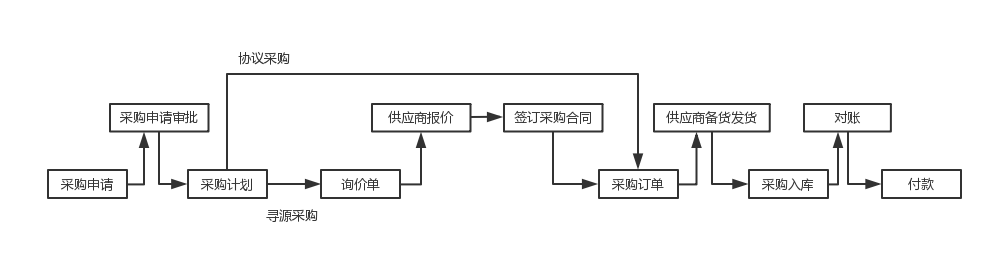 协议采购
采购申请审批
供应商报价
签订采购合同
供应商备货发货
对账
采购申请
采购计划
询价单
采购订单
采购入库
付款
寻源采购